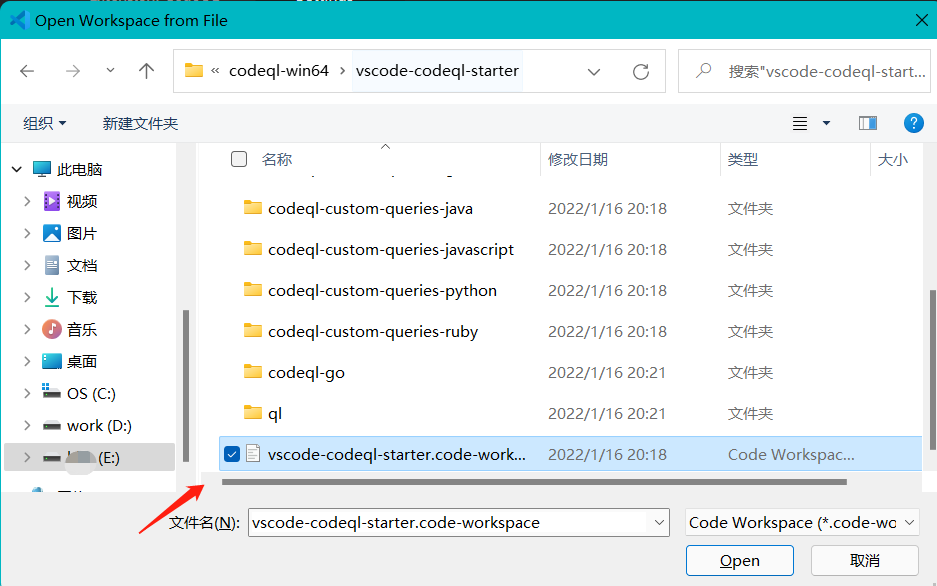 Open Workspace from File
« codeql-win64 › vscode-codeql-starter
搜索"vscode-codeql-start...
组织
新建文件夹
名称 修改日期 类型 大小
此电脑
视频
图片
文档
下载
音乐
桌面
OS (C:)
work (D:)
(E:)
codeql-custom-queries-java 2022/1/16 20:18 文件夹
codeql-custom-queries-javascript 2022/1/16 20:18 文件夹
codeql-custom-queries-python 2022/1/16 20:18 文件夹
codeql-custom-queries-ruby 2022/1/16 20:18 文件夹
codeql-go 2022/1/16 20:21 文件夹
ql 2022/1/16 20:21 文件夹
vscode-codeql-starter.code-work... 2022/1/16 20:18 Code Workspac...
文件名(N): vscode-codeql-starter.code-workspace
Code Workspace (*.code-wo
Open
取消